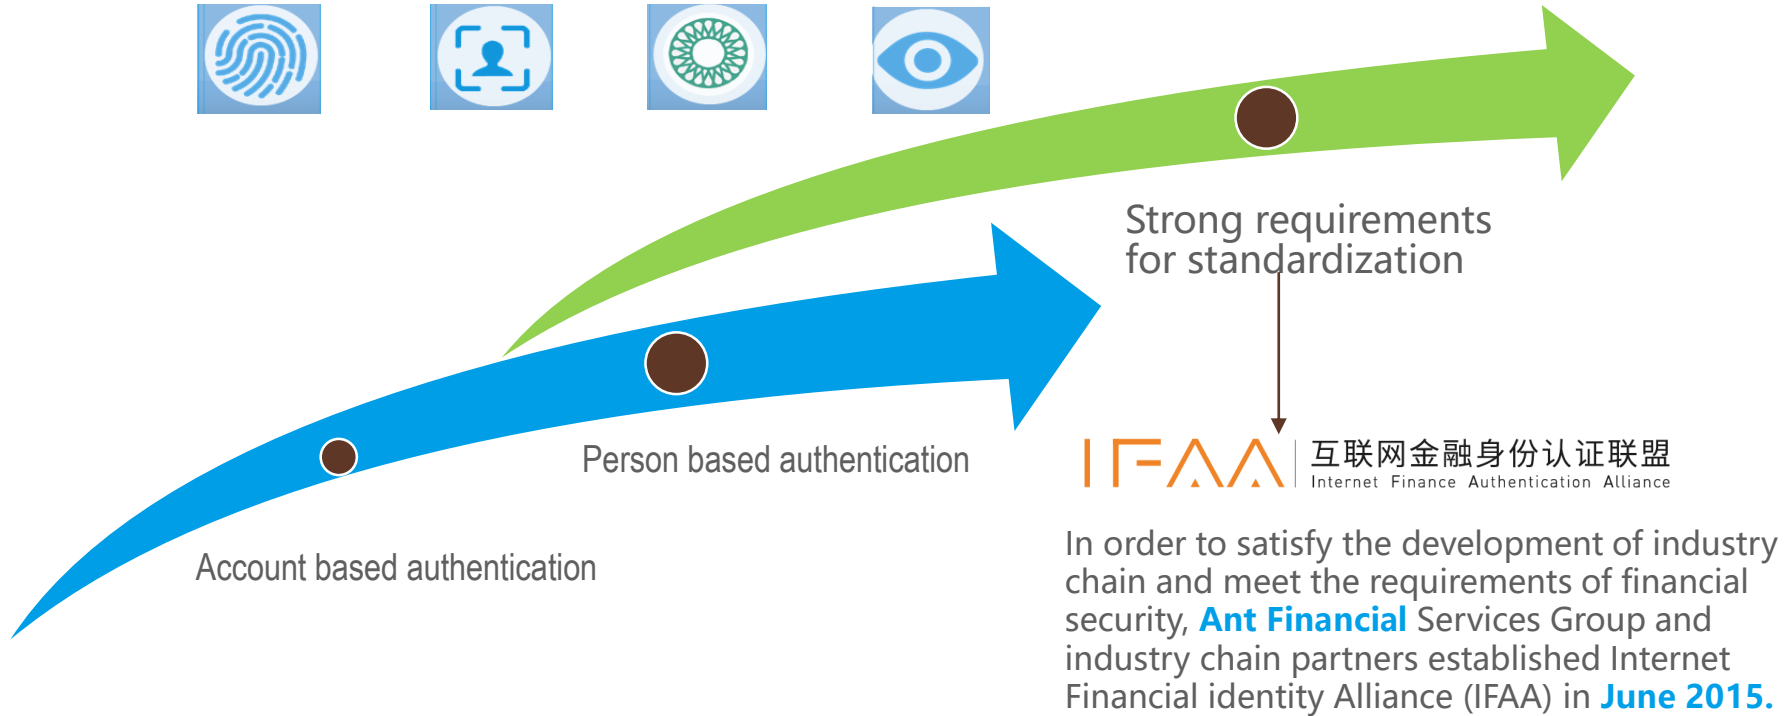 Strong requirements
for standardization
Person based authentication
Account based authentication
IFAA
互联网金融身份认证联盟
Internet Finance Authentication Alliance
In order to satisfy the development of industry
chain and meet the requirements of financial
security, Ant Financial Services Group and
industry chain partners established Internet
Financial identity Alliance (IFAA) in June 2015.